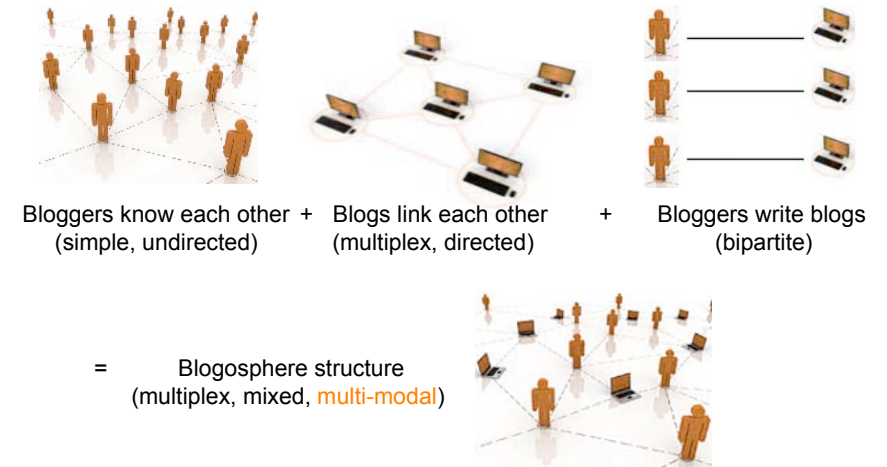 Bloggers know each other + Blogs link each other + Bloggers write blogs
(simple, undirected) (multiplex, directed) (bipartite)
= Blogosphere structure
(multiplex, mixed, multi-modal)